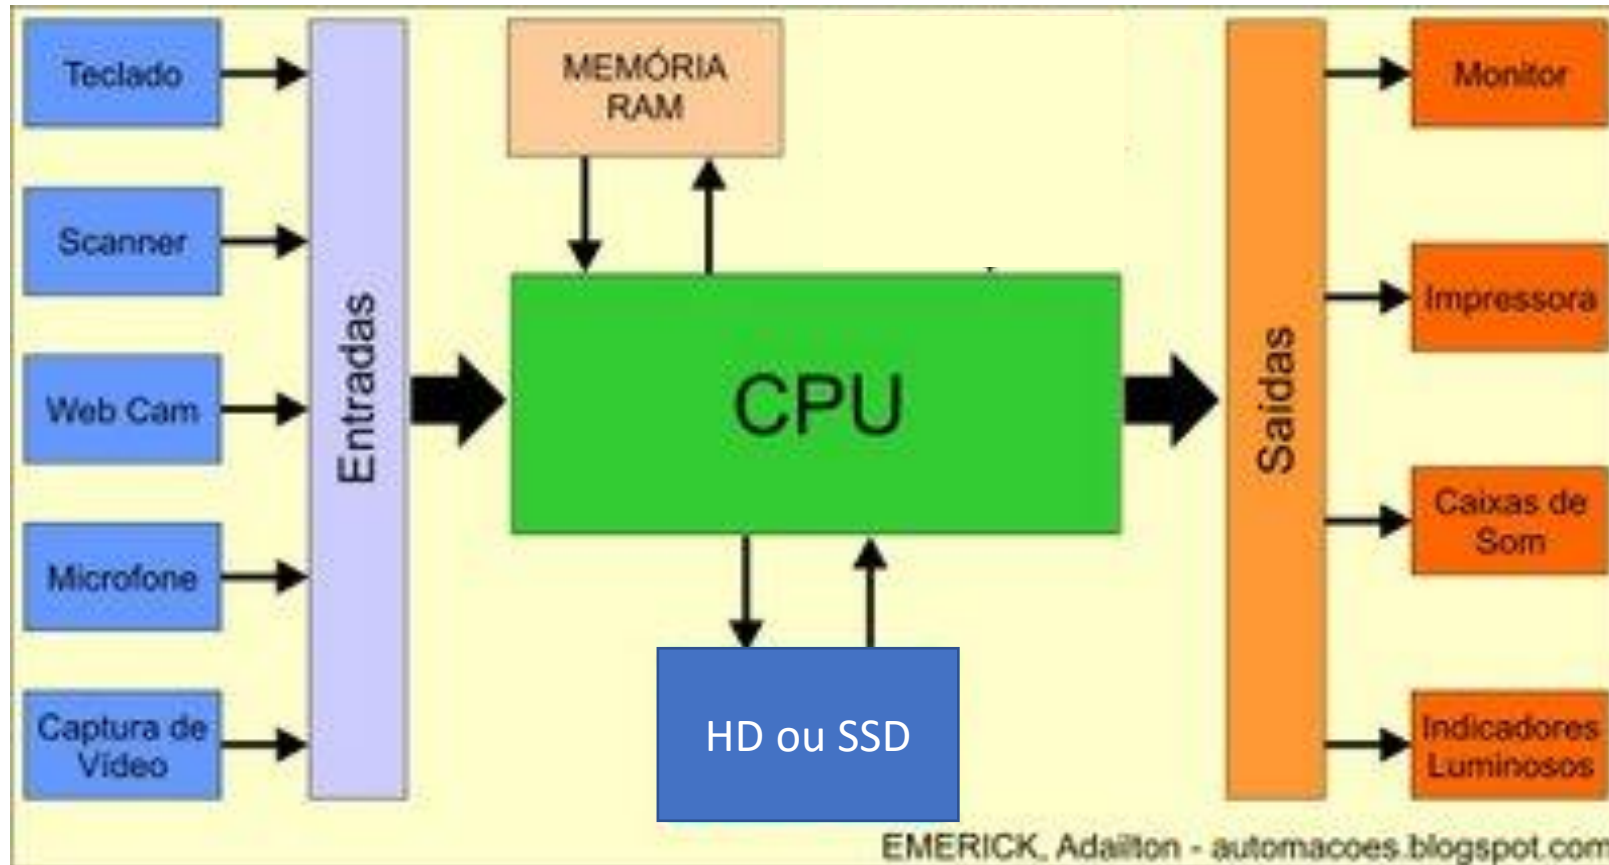 Teclado
Scanner
Web Cam
Microfone
Captura de
Vídeo
Entradas
MEMÓRIA
RAM
CPU
HD ou SSD
Saidas
Monitor
Impressora
Caixas de
Som
Indicadores
Luminosos
EMERICK, Adailton - automacoes.blogspot.com